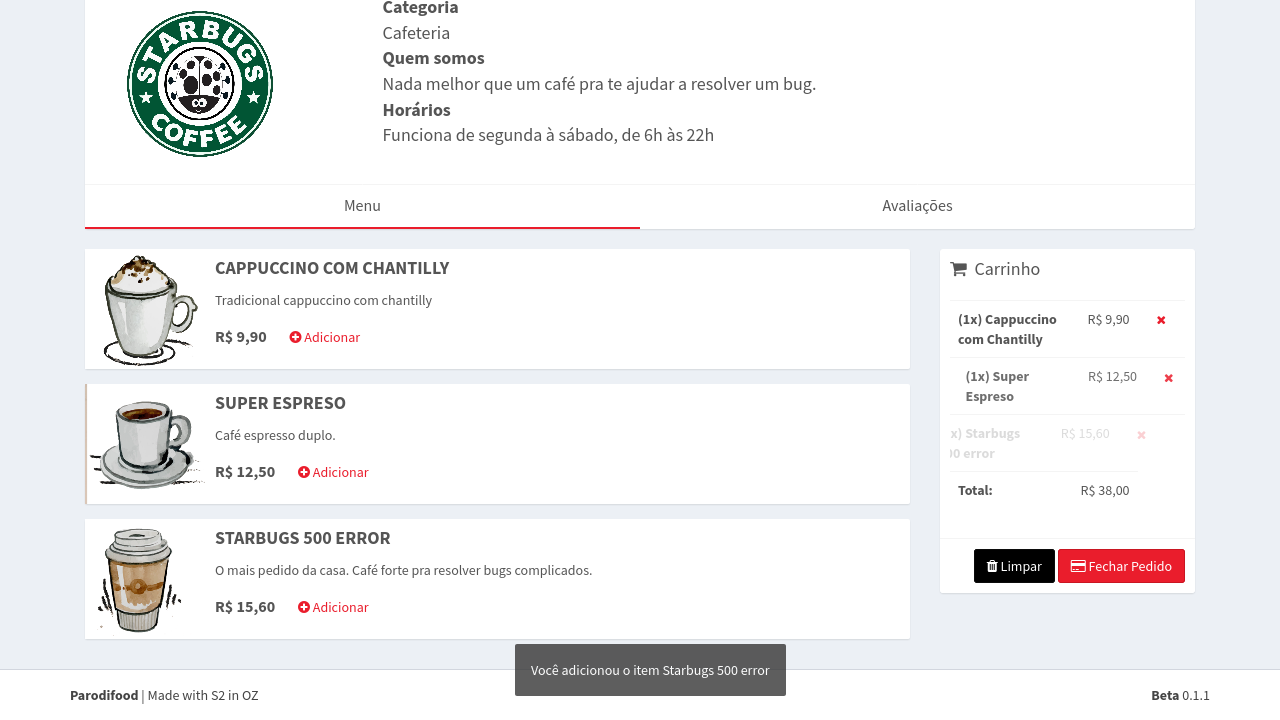 STARBUGS
COFFEE
Categoria
Cafeteria
Quem somos
Nada melhor que um café pra te ajudar a resolver um bug.
Horários
Funciona de segunda à sábado, de 6h às 22h
Menu
Avaliações
CAPPUCCINO COM CHANTILLY
Tradicional cappuccino com chantilly
R$ 9,90 Adicionar
SUPER ESPRESO
Café espresso duplo.
R$ 12,50 Adicionar
STARBUGS 500 ERROR
O mais pedido da casa. Café forte pra resolver bugs complicados.
R$ 15,60 Adicionar
Carrinho
(1x) Cappuccino R$ 9,90
com Chantilly
(1x) Super R$ 12,50
Espreso
x) Starbugs R$ 15,60
0 error
Total: R$ 38,00
Limpar Fechar Pedido
Você adicionou o item Starbugs 500 error
Parodifood | Made with S2 in OZ
Beta 0.1.1